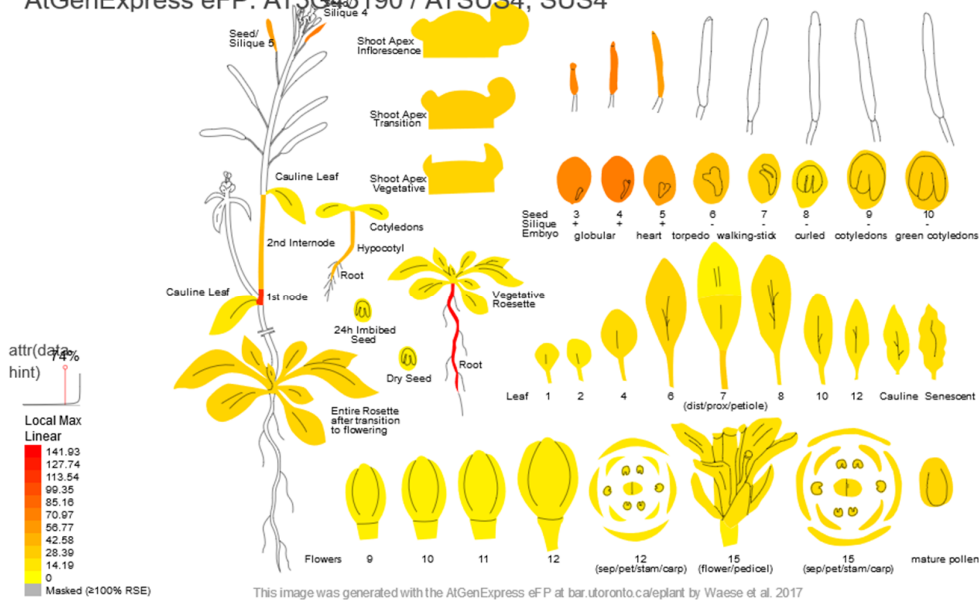 AtGenExpress eFP: AT5G43190 / ATSUS4, SUS4
Silique 4
Seed/
Silique 5
Shoot Apex
Inflorescence
Shoot Apex
Transition
Shoot Apex
Vegetative
Cauline Leaf
Cotyledons
2nd Internode
Hypocotyl
Root
Cauline Leaf
1st node
Vegetative
Roesette
24h Imbibed
Seed
Dry Seed
Root
Entire Rosette
after transition
to flowering
Seed 3 4 5 6 7 8 9 10
Silique + + + - - - - -
Embryo globular heart torpedo walking-stick curled cotyledons green cotyledons
Leaf 1 2 4 6 7 8 10 12 Cauline Senescent
(dist/prox/petiole)
attr(data-
hint)
74%
Local Max
Linear
141.93
127.74
113.54
99.35
85.16
70.97
56.77
42.58
28.39
14.19
0
Masked (≥100% RSE)
Flowers 9 10 11 12 12 15 15 mature pollen
(sep/pet/stam/carp) (flower/pedicel) (sep/pet/stam/carp)
This image was generated with the AtGenExpress eFP at bar.utoronto.ca/eplant by Waese et al. 2017